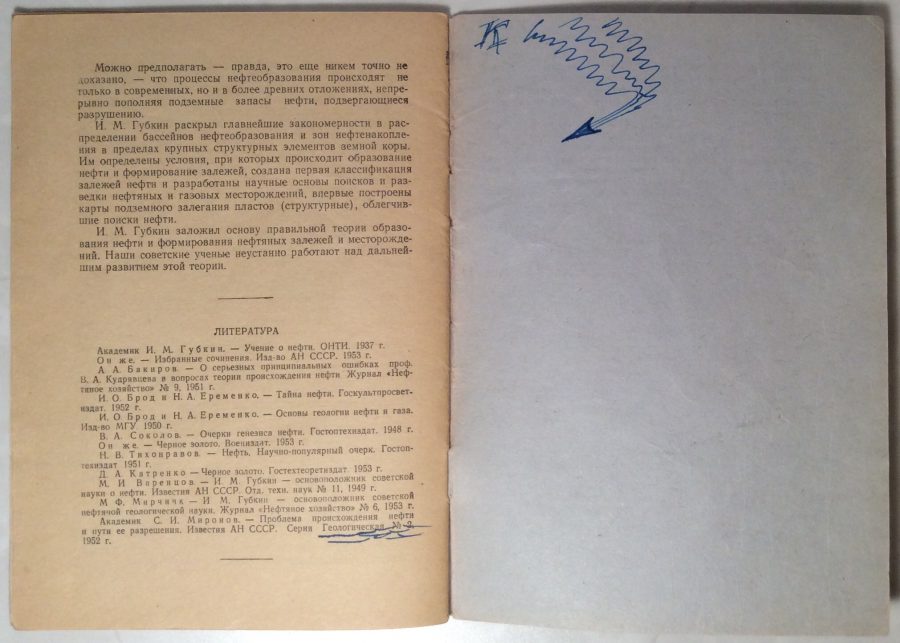 Можно предполагать — правда, это еще никем точно не
доказано, — что процессы нефтеобразования происходят не
только в современных, но и в более древних отложениях, непре-
рывно пополняя подземные запасы нефти, подвергающиеся
разрушению.
И. М. Губкин раскрыл главнейшие закономерности в рас-
пределении бассейнов нефтеобразования и зон нефтенакопле-
ния в пределах крупных структурных элементов земной коры.
Им определены условия, при которых происходит образование
нефти и формирование залежей, создана первая классификация
залежей нефти и разработаны научные основы поисков и раз-
ведки нефтяных и газовых месторождений, впервые построены
карты подземного залегания пластов (структурные), облегчив-
шие поиски нефти.
И. М. Губкин заложил основу правильной теории образо-
вания нефти и формирования нефтяных залежей и месторожде-
ний. Наши советские ученые неустанно работают над дальней-
шим развитием этой теории.
ЛИТЕРАТУРА
Академик И. М. Губкин. — Учение о нефти. ОНТИ. 1937 г.
Он же. — Избранные сочинения. Изд-во АН СССР. 1953 г.
А. А. Бакиров. — О серьезных принципиальных ошибках проф.
В. А. Кудрявцева в вопросах теории происхождения нефти Журнал «Неф-
тяное хозяйство» № 9, 1951 г.
И. О. Брод и Н. А. Еременко. — Тайна нефти. Госкультпросвет-
издат. 1952 г.
И. О. Брод и Н. А. Еременко. — Основы геологии нефти и газа.
Изд-во МГУ 1950 г.
В. А. Соколов. — Очерки генезиса нефти. Гостоптехиздат. 1948 г.
Он же. — Черное золото. Воениздат. 1953 г.
Н. В. Тихонравов. — Нефть. Научно-популярный очерк. Гостоп-
техиздат 1951 г.
Д. А. Катренко — Черное золото. Гостехтеоретиздат. 1953 г.
М. И. Варенцов. — И. М. Губкин — основоположник советской
науки о нефти. Известия АН СССР. Отд. техн. наук № 11, 1949 г.
М. Ф. Мирчинк — И. М. Губкин — основоположник советской
нефтяной геологической науки. Журнал «Нефтяное хозяйство» № 6, 1953 г.
Академик С. И. Миронов. — Проблема происхождения нефти
и пути ее разрешения. Известия АН СССР. Серия Геологическая № 2,
1952 г.
К